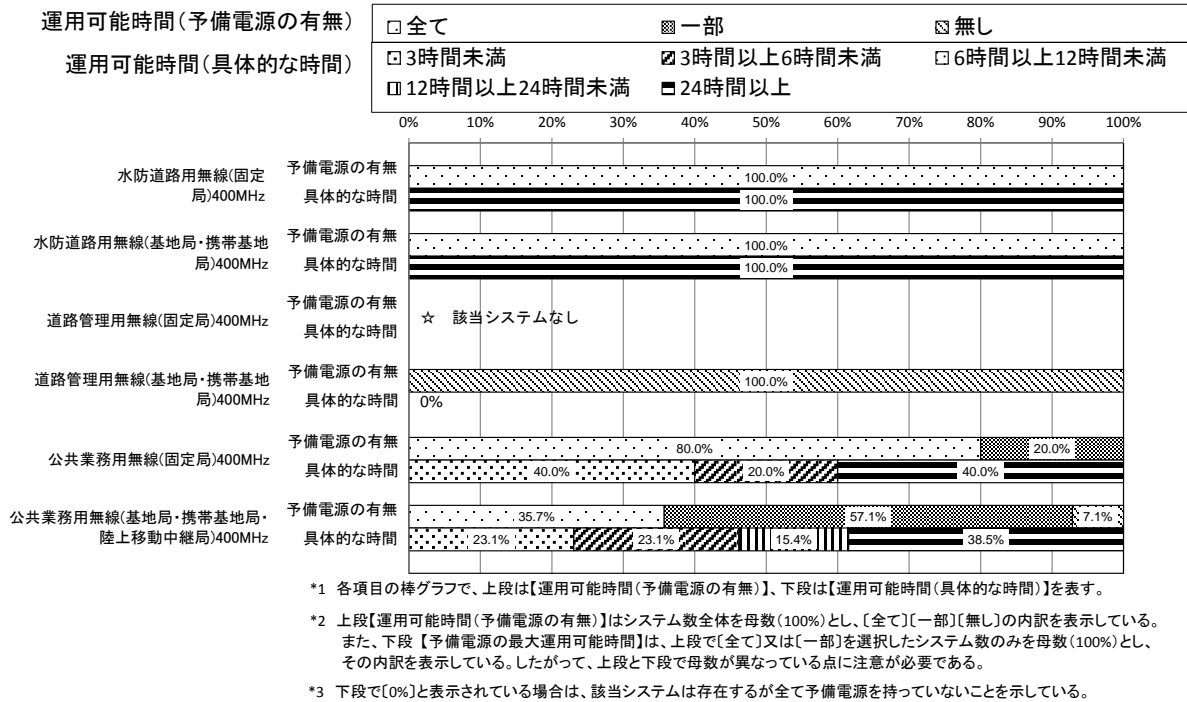 運用可能時間(予備電源の有無)
□全て ▩一部 ▧無し
運用可能時間(具体的な時間)
3時間未満 3時間以上6時間未満 6時間以上12時間未満
12時間以上24時間未満 24時間以上
0% 10% 20% 30% 40% 50% 60% 70% 80% 90% 100%
水防道路用無線(固定
局)400MHz
予備電源の有無
100.0%
具体的な時間
100.0%
水防道路用無線(基地局・携帯基地
局)400MHz
予備電源の有無
100.0%
具体的な時間
100.0%
道路管理用無線(固定局)400MHz
予備電源の有無
具体的な時間
☆ 該当システムなし
道路管理用無線(基地局・携帯基地
局)400MHz
予備電源の有無
100.0%
具体的な時間
0%
公共業務用無線(固定局)400MHz
予備電源の有無
80.0% 20.0%
具体的な時間
40.0% 20.0% 40.0%
公共業務用無線(基地局・携帯基地局・
陸上移動中継局)400MHz
予備電源の有無
35.7% 57.1% 7.1%
具体的な時間
23.1% 23.1% 15.4% 38.5%
*1 各項目の棒グラフで、上段は【運用可能時間(予備電源の有無)】、下段は【運用可能時間(具体的な時間)】を表す。
*2 上段【運用可能時間(予備電源の有無)】はシステム数全体を母数(100%)とし、〔全て〕〔一部〕〔無し〕の内訳を表示している。
また、下段 【予備電源の最大運用可能時間】は、上段で〔全て〕又は〔一部〕を選択したシステム数のみを母数(100%)とし、
その内訳を表示している。したがって、上段と下段で母数が異なっている点に注意が必要である。
*3 下段で〔0%〕と表示されている場合は、該当システムは存在するが全て予備電源を持っていないことを示している。